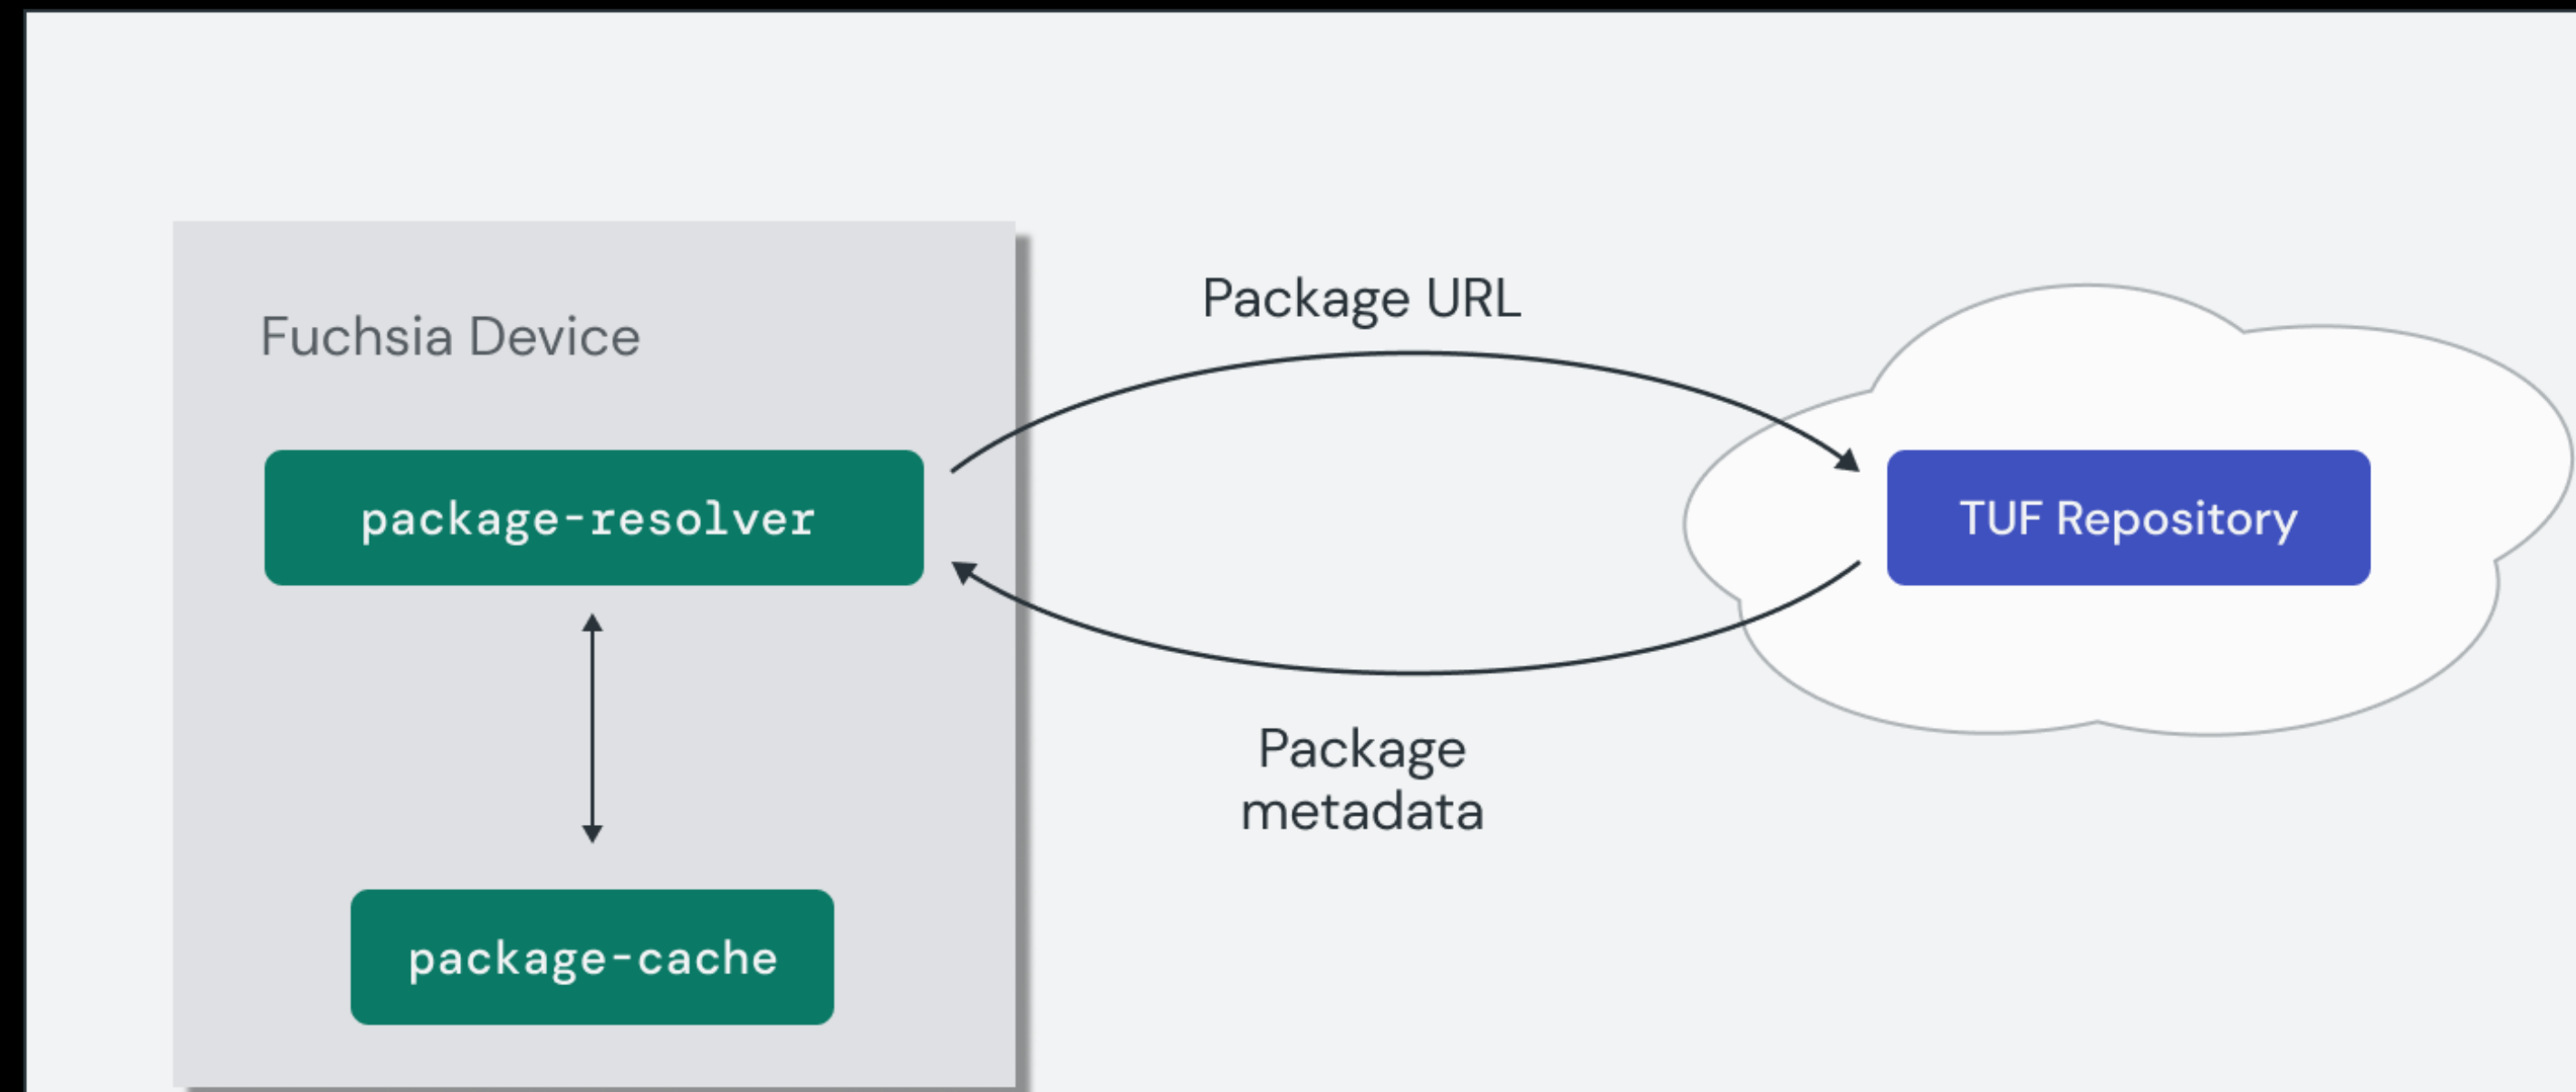 Fuchsia Device
Package URL
package-resolver
TUF Repository
Package
metadata
package-cache